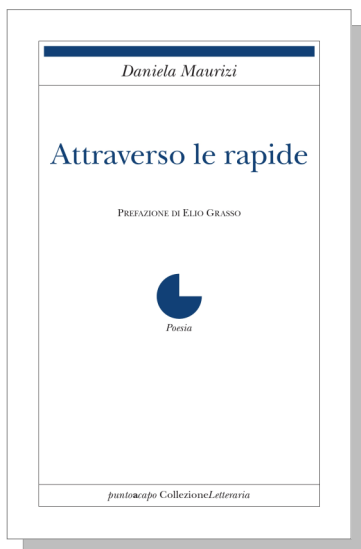 Daniela Maurizi
Attraverso le rapide
Prefazione di Elio Grasso
Poesia
puntoacapo CollezioneLetteraria